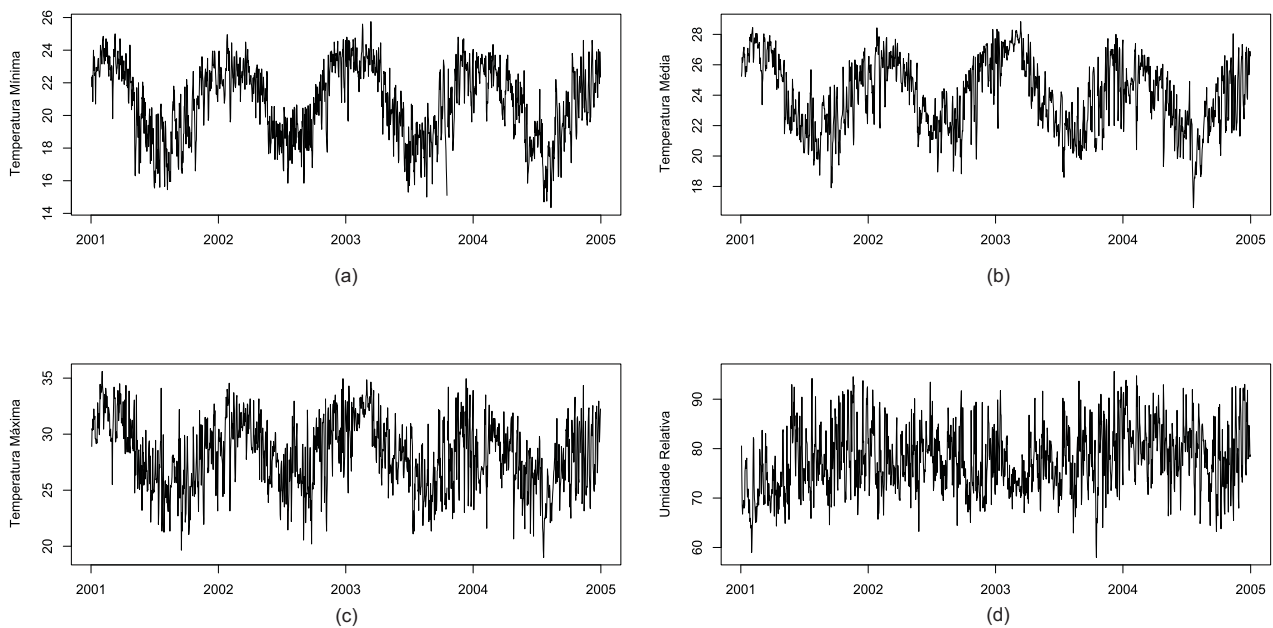 Temperatura Mínima
26
24
22
20
18
16
14
2001 2002 2003 2004 2005
(a)
Temperatura Média
28
26
24
22
20
18
2001 2002 2003 2004 2005
(b)
Temperatura Máxima
35
30
25
20
2001 2002 2003 2004 2005
(c)
Umidade Relativa
90
80
70
60
2001 2002 2003 2004 2005
(d)